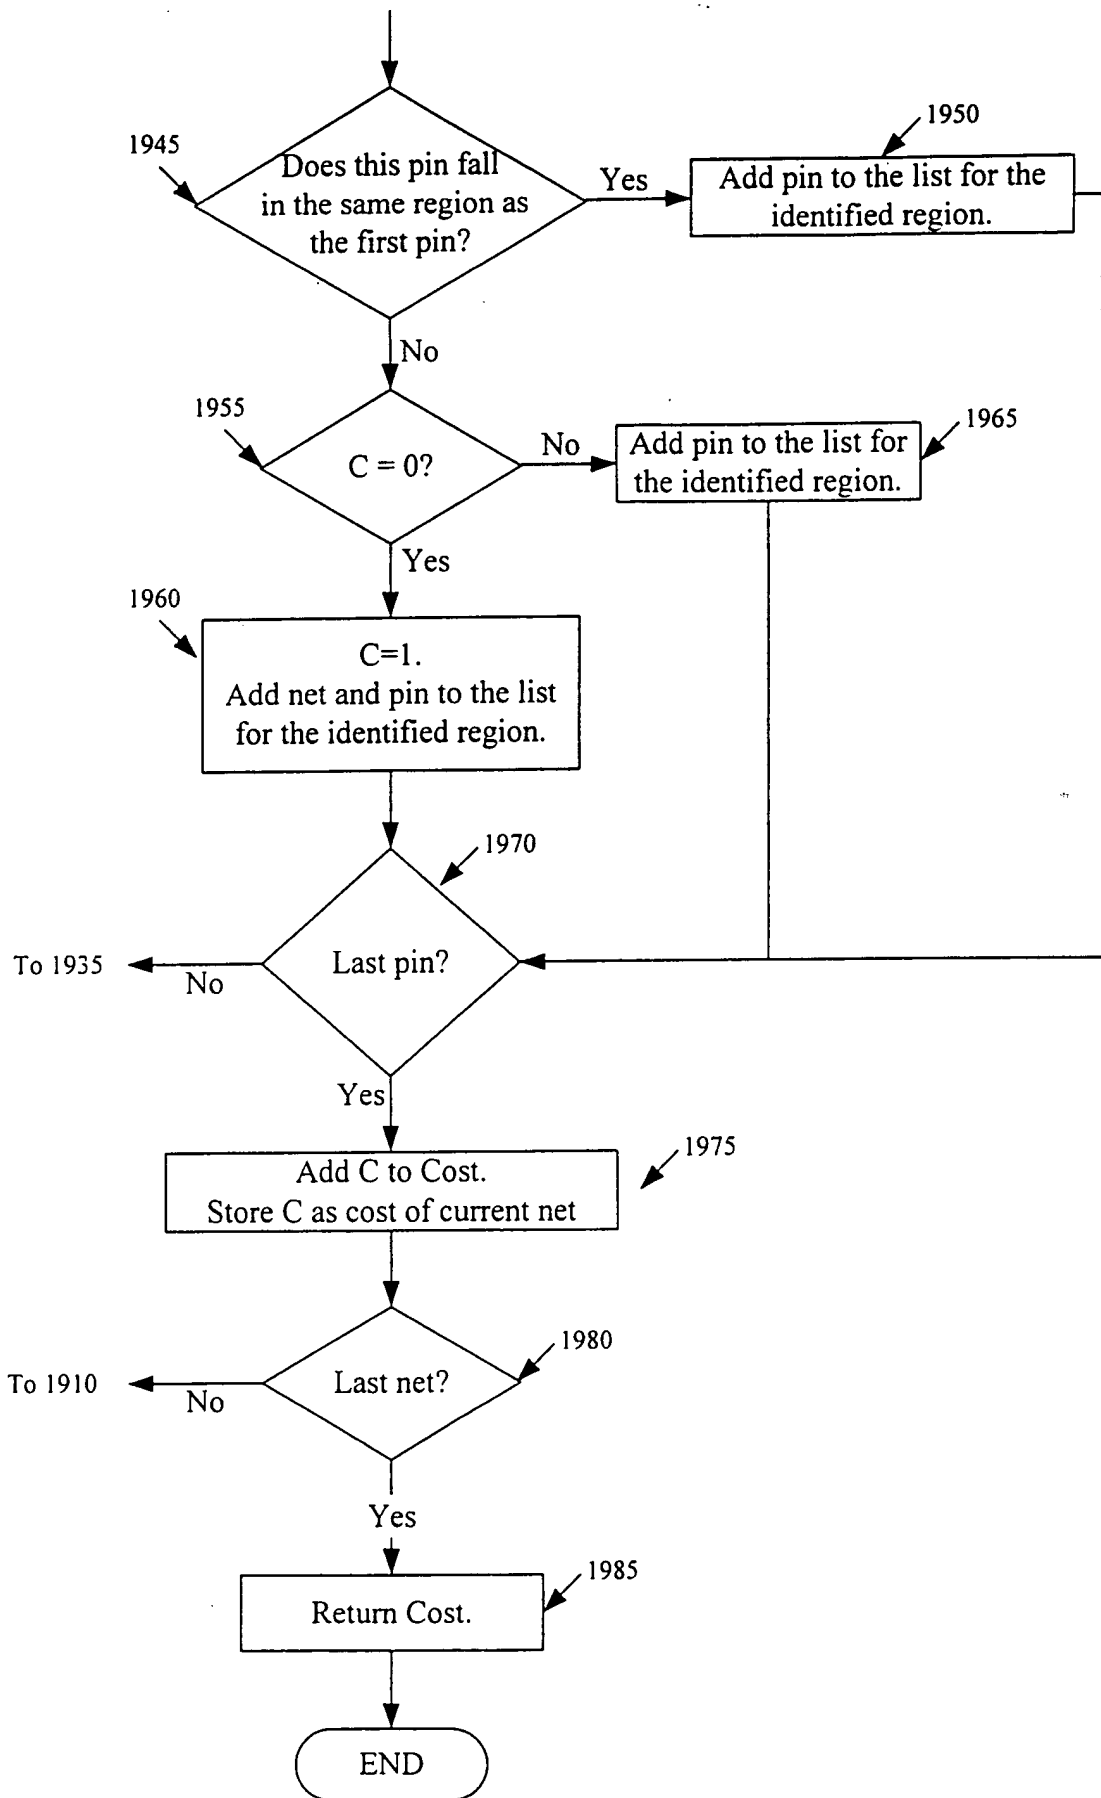 1945
Does this pin fall
in the same region as
the first pin?
Yes
1950
Add pin to the list for the
identified region.
No
1955
C = 0?
No
Add pin to the list for
the identified region.
1965
Yes
1960
C=1.
Add net and pin to the list
for the identified region.
1970
Last pin?
To 1935
No
Yes
1975
Add C to Cost.
Store C as cost of current net
1980
Last net?
To 1910
No
Yes
1985
Return Cost.
END